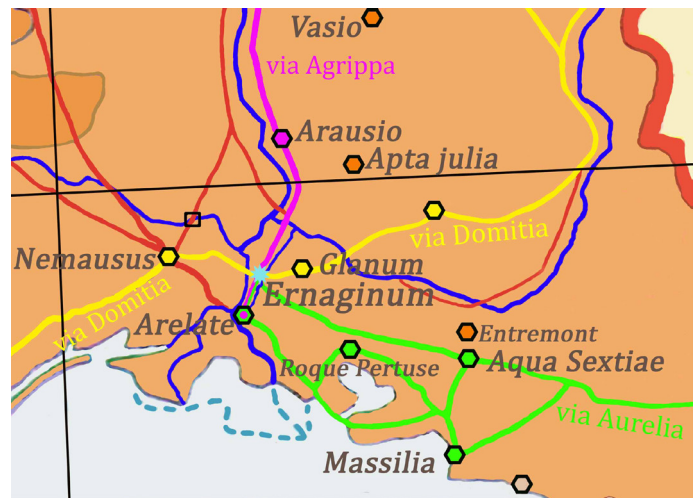 Vasio
via Agrippa
Arausio
Apta julia
via Domitia
Nemausus
Glanum
Ernaginum
via Domitia
Arelate
Entremont
Roque Pertuse
Aqua Sextiae
via Aurelia
Massilia